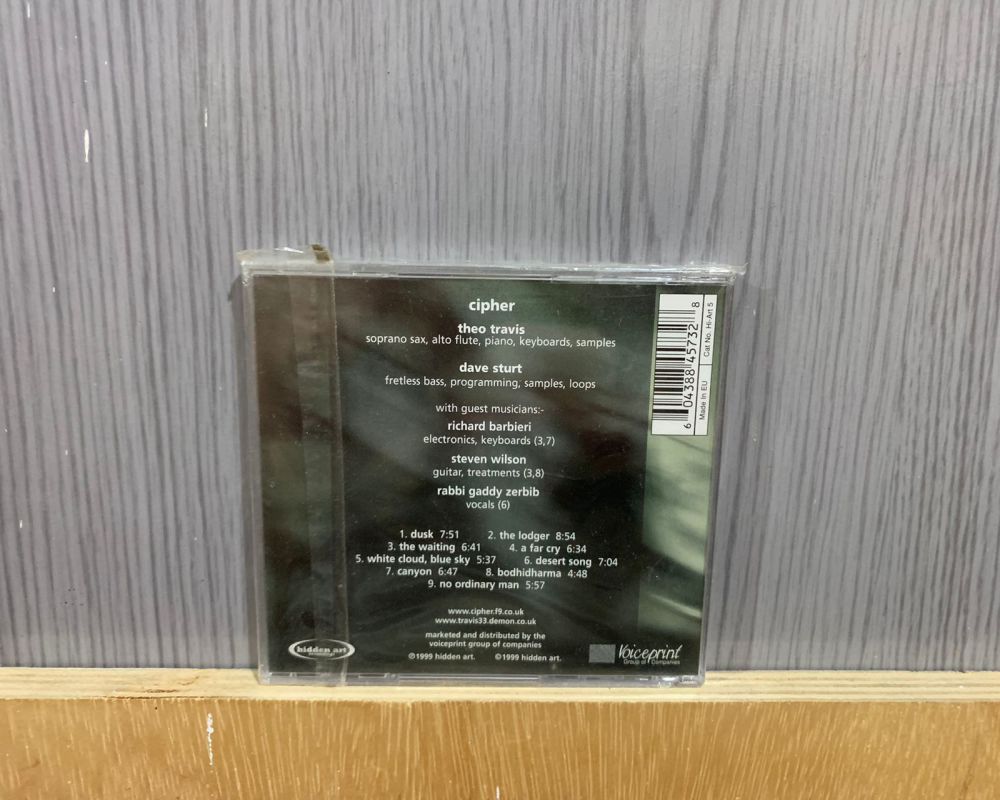 cipher
theo travis
soprano sax, alto flute, piano, keyboards, samples
dave sturt
fretless bass, programming, samples, loops
with guest musicians:-
richard barbieri
electronics, keyboards (3,7)
steven wilson
guitar, treatments (3,8)
rabbi gaddy zerbib
vocals (6)
1. dusk 7:51 2. the lodger 8:54
3. the waiting 6:41 4. a far cry 6:34
5. white cloud, blue sky 5:37 6. desert song 7:04
7. canyon 6:47 8. bodhidharma 4:48
9. no ordinary man 5:57
www.cipher.f9.co.uk
www.travis33.demon.co.uk
marketed and distributed by the
voiceprint group of companies
℗1999 hidden art. ©1999 hidden art.
hidden art
Voiceprint
Group of Companies
6 04388 45732 8
Made In EU
Cat No. Hi-Art 5